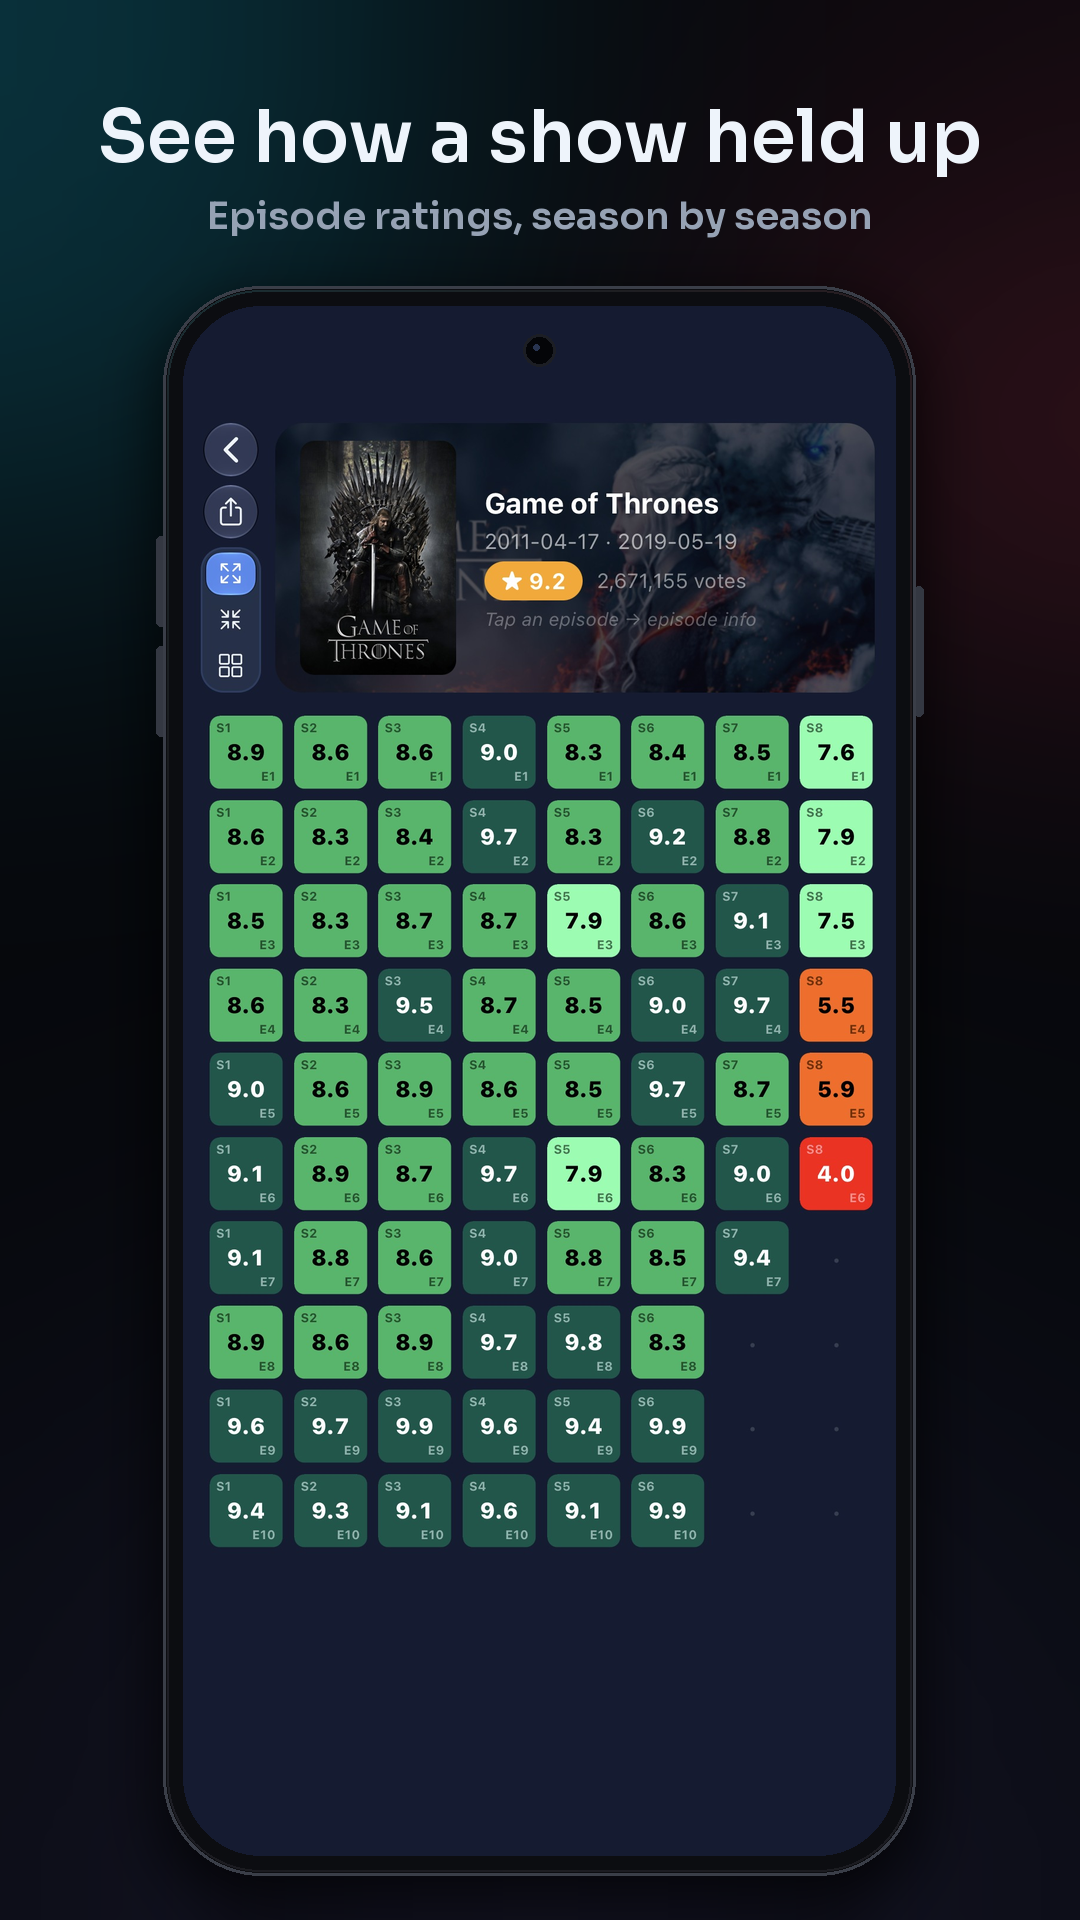 See how a show held up
Episode ratings, season by season
GAME OF
THRONES
Game of Thrones
2011-04-17 · 2019-05-19
★ 9.2 2,671,155 votes
Tap an episode → episode info
S1 S2 S3 S4 S5 S6 S7 S8
8.9 8.6 8.6 9.0 8.3 8.4 8.5 7.6
E1 E1 E1 E1 E1 E1 E1 E1
S1 S2 S3 S4 S5 S6 S7 S8
8.6 8.3 8.4 9.7 8.3 9.2 8.8 7.9
E2 E2 E2 E2 E2 E2 E2 E2
S1 S2 S3 S4 S5 S6 S7 S8
8.5 8.3 8.7 8.7 7.9 8.6 9.1 7.5
E3 E3 E3 E3 E3 E3 E3 E3
S1 S2 S3 S4 S5 S6 S7 S8
8.6 8.3 9.5 8.7 8.5 9.0 9.7 5.5
E4 E4 E4 E4 E4 E4 E4 E4
S1 S2 S3 S4 S5 S6 S7 S8
9.0 8.6 8.9 8.6 8.5 9.7 8.7 5.9
E5 E5 E5 E5 E5 E5 E5 E5
S1 S2 S3 S4 S5 S6 S7 S8
9.1 8.9 8.7 9.7 7.9 8.3 9.0 4.0
E6 E6 E6 E6 E6 E6 E6 E6
S1 S2 S3 S4 S5 S6 S7
9.1 8.8 8.6 9.0 8.8 8.5 9.4
E7 E7 E7 E7 E7 E7 E7
S1 S2 S3 S4 S5 S6
8.9 8.6 8.9 9.7 9.8 8.3
E8 E8 E8 E8 E8 E8
S1 S2 S3 S4 S5 S6
9.6 9.7 9.9 9.6 9.4 9.9
E9 E9 E9 E9 E9 E9
S1 S2 S3 S4 S5 S6
9.4 9.3 9.1 9.6 9.1 9.9
E10 E10 E10 E10 E10 E10